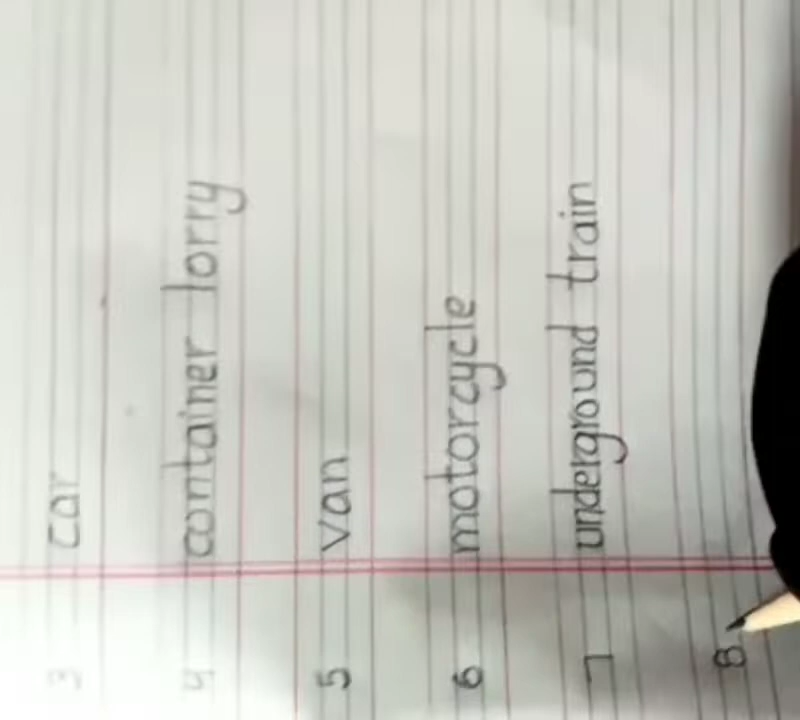 3 car
4 container lorry
5 van
6 motorcycle
7 underground train
8